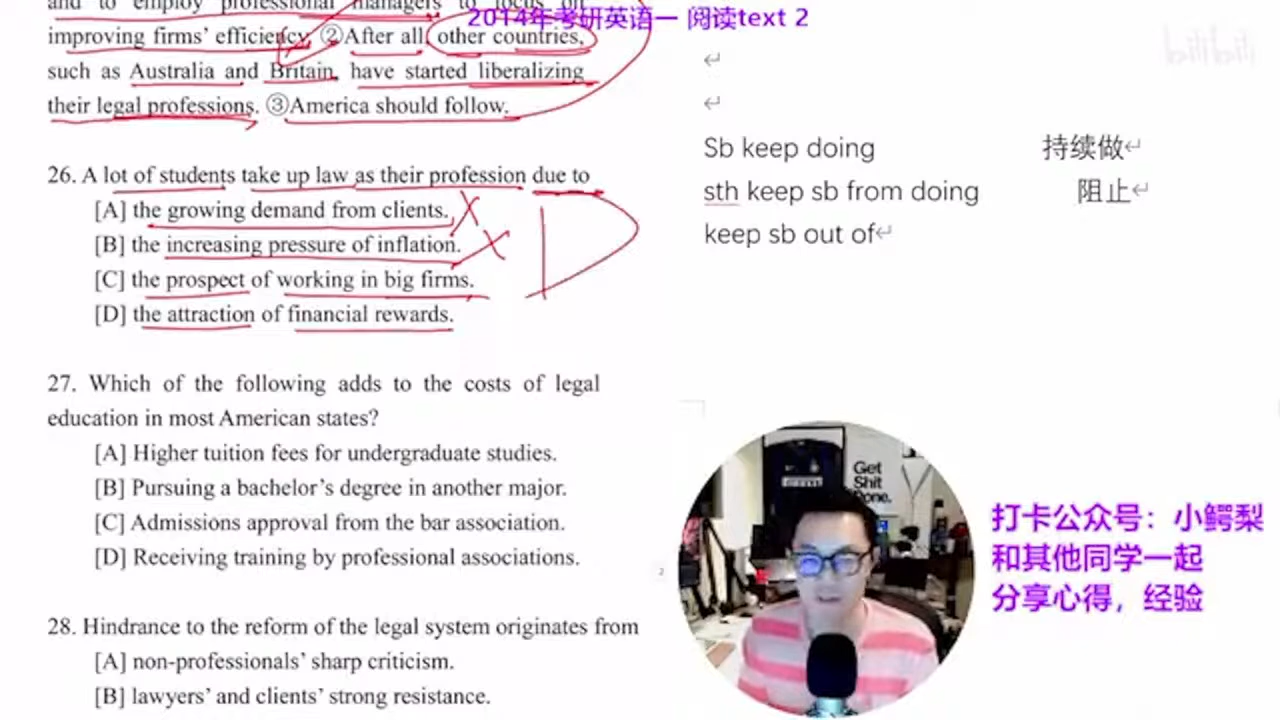 2014年考研英语一 阅读text 2
and to employ professional managers to focus on
improving firms' efficiency. ②After all, other countries,
such as Australia and Britain, have started liberalizing
their legal professions. ③America should follow.
26. A lot of students take up law as their profession due to
[A] the growing demand from clients.
[B] the increasing pressure of inflation.
[C] the prospect of working in big firms.
[D] the attraction of financial rewards.
D
27. Which of the following adds to the costs of legal
education in most American states?
[A] Higher tuition fees for undergraduate studies.
[B] Pursuing a bachelor's degree in another major.
[C] Admissions approval from the bar association.
[D] Receiving training by professional associations.
28. Hindrance to the reform of the legal system originates from
[A] non-professionals' sharp criticism.
[B] lawyers' and clients' strong resistance.
bilibili
Sb keep doing 持续做
sth keep sb from doing 阻止
keep sb out of
2
Get
Shit
Done.
打卡公众号：小鳄梨
和其他同学一起
分享心得，经验